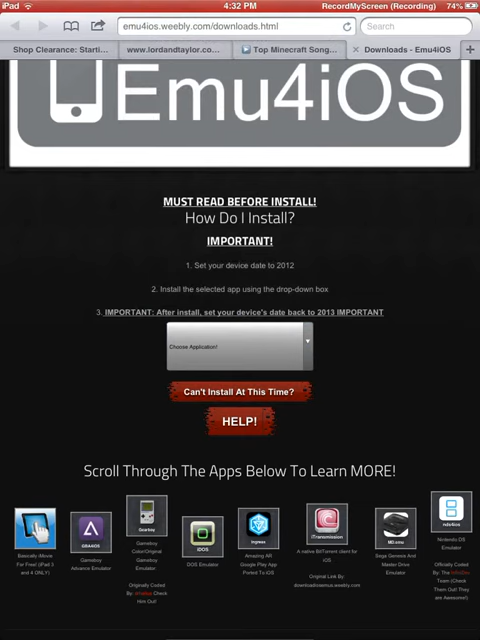 iPad
4:32 PM
RecordMyScreen (Recording)
74%
emu4ios.weebly.com/downloads.html
Search
Shop Clearance: Starti...
www.lordandtaylor.co...
Top Minecraft Song...
Downloads - Emu4iOS
Emu4iOS
MUST READ BEFORE INSTALL!
How Do I Install?
IMPORTANT!
1. Set your device date to 2012
2. Install the selected app using the drop-down box
3. IMPORTANT: After install, set your device's date back to 2013 IMPORTANT
Choose Application!
Can't Install At This Time?
HELP!
Scroll Through The Apps Below To Learn MORE!
Basically iMovie
For Free! (iPad 3
and 4 ONLY)
GBA4iOS
Gameboy
Advance Emulator
Gearboy
Gameboy
Color/Original
Gameboy
Emulator
Originally Coded
By: Check
Him Out!
iDOS
DOS Emulator
Ingress
Amazing AR
Google Play App
Ported To iOS
iTransmission
A native BitTorrent client for
iOS
Original Link By:
MD.emu
Sega Genesis And
Master Drive
Emulator
nds4ios
Nintendo DS
Emulator
Officially Coded
By: The
Team (Check
Them Out! They
are Awesome!)